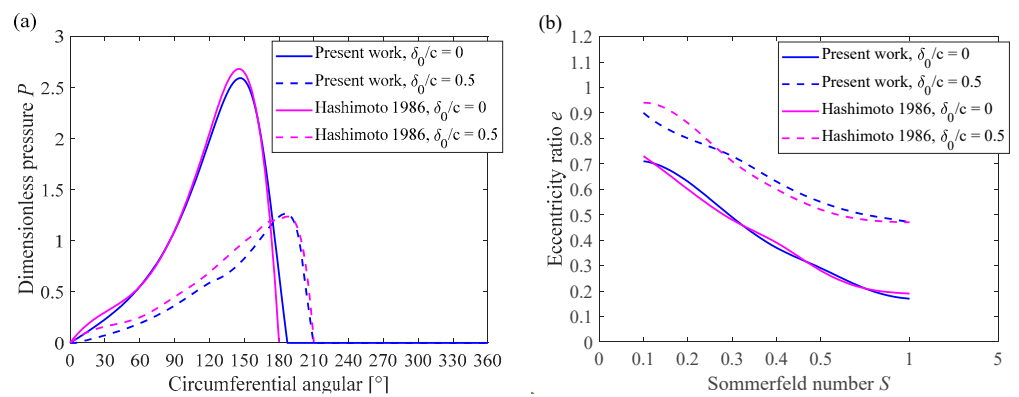 (a)
3
2.5
2
1.5
1
0.5
0
Dimensionless pressure P
Present work, δ₀/c = 0
Present work, δ₀/c = 0.5
Hashimoto 1986, δ₀/c = 0
Hashimoto 1986, δ₀/c = 0.5
0 30 60 90 120 150 180 210 240 270 300 330 360
Circumferential angular [°]
(b)
1.2
1.1
1
0.9
0.8
0.7
0.6
0.5
0.4
0.3
0.2
0.1
0
Eccentricity ratio e
Present work, δ₀/c = 0
Present work, δ₀/c = 0.5
Hashimoto 1986, δ₀/c = 0
Hashimoto 1986, δ₀/c = 0.5
0 0.1 0.2 0.3 0.4 0.5 1 5
Sommerfeld number S